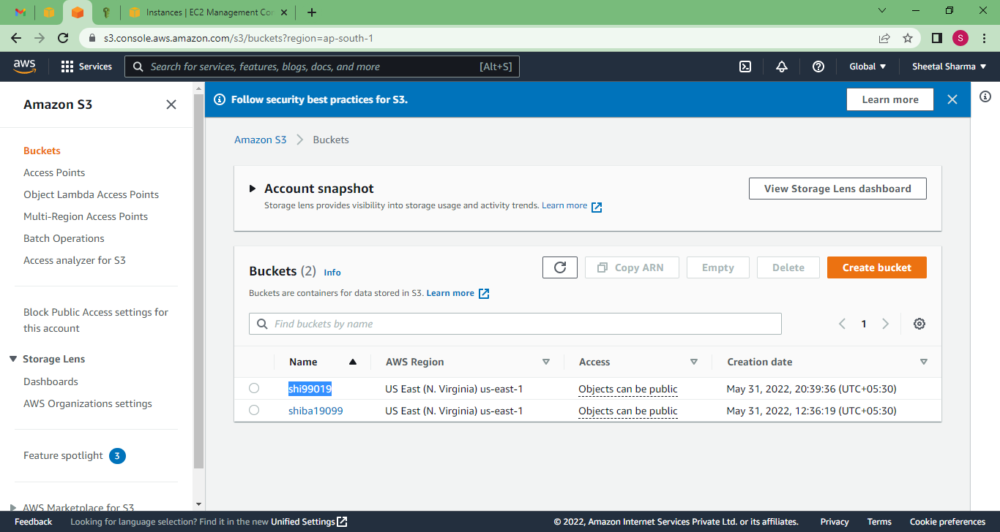 Instances | EC2 Management Con
s3.console.aws.amazon.com/s3/buckets?region=ap-south-1
S
aws
Services
Search for services, features, blogs, docs, and more
[Alt+S]
Global
Sheetal Sharma
Amazon S3
Follow security best practices for S3.
Learn more
Buckets
Access Points
Object Lambda Access Points
Multi-Region Access Points
Batch Operations
Access analyzer for S3
Block Public Access settings for
this account
Storage Lens
Dashboards
AWS Organizations settings
Feature spotlight 3
AWS Marketplace for S3
Amazon S3 > Buckets
Account snapshot
Storage lens provides visibility into storage usage and activity trends. Learn more
View Storage Lens dashboard
Buckets (2) Info
Copy ARN
Empty
Delete
Create bucket
Buckets are containers for data stored in S3. Learn more
Find buckets by name
1
Name AWS Region Access Creation date
shi99019 US East (N. Virginia) us-east-1 Objects can be public May 31, 2022, 20:39:36 (UTC+05:30)
shiba19099 US East (N. Virginia) us-east-1 Objects can be public May 31, 2022, 12:36:19 (UTC+05:30)
Feedback Looking for language selection? Find it in the new Unified Settings © 2022, Amazon Internet Services Private Ltd. or its affiliates. Privacy Terms Cookie preferences